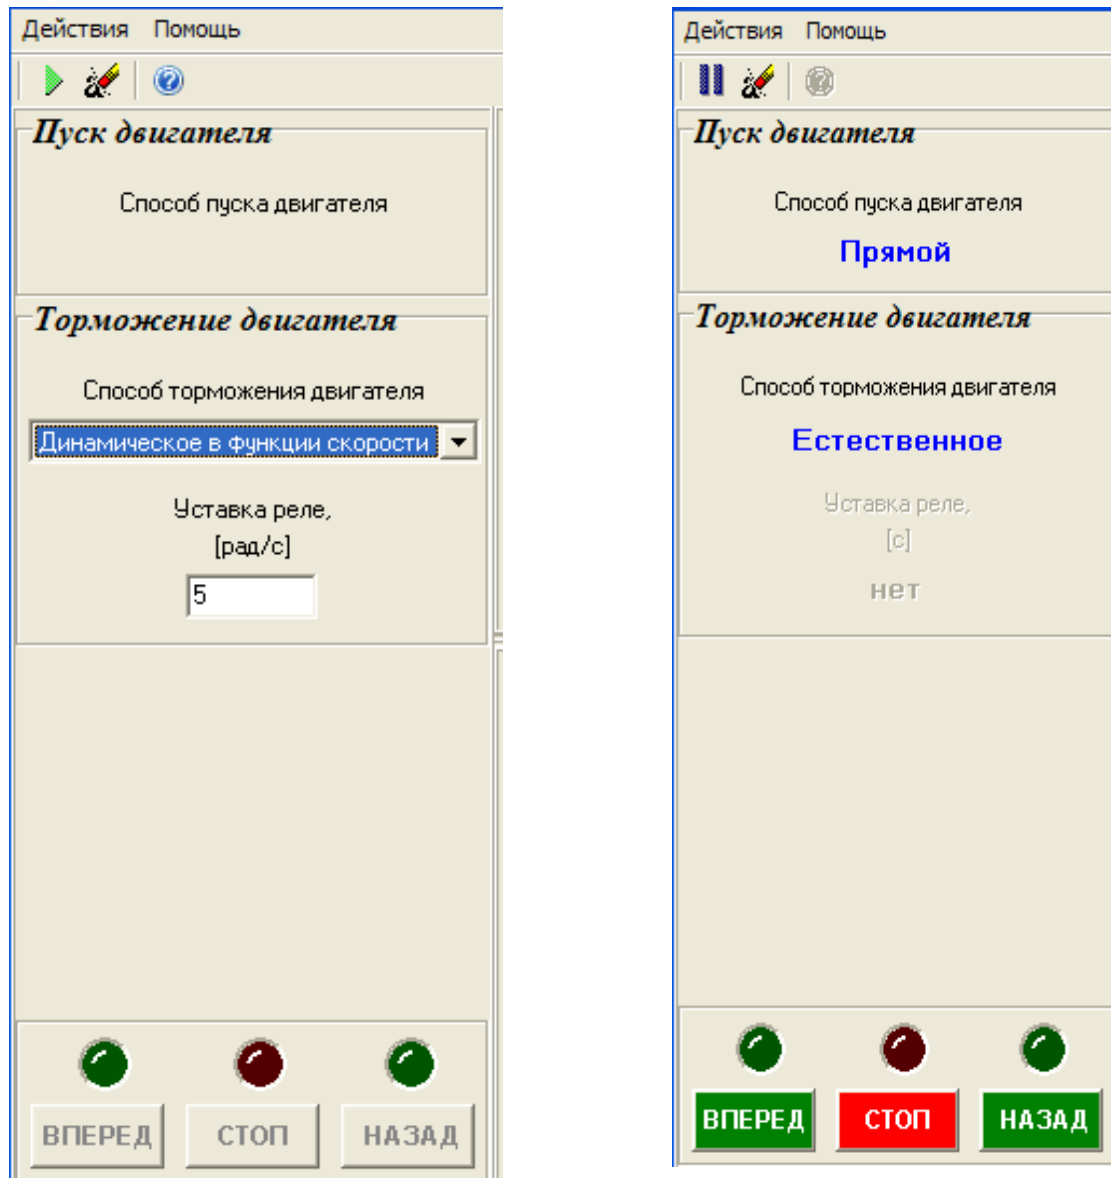 Действия Помощь
Пуск двигателя
Способ пуска двигателя
Торможение двигателя
Способ торможения двигателя
Динамическое в функции скорости
Уставка реле,
[рад/с]
5
ВПЕРЕД СТОП НАЗАД
Действия Помощь
Пуск двигателя
Способ пуска двигателя
Прямой
Торможение двигателя
Способ торможения двигателя
Естественное
Уставка реле,
[с]
нет
ВПЕРЕД СТОП НАЗАД